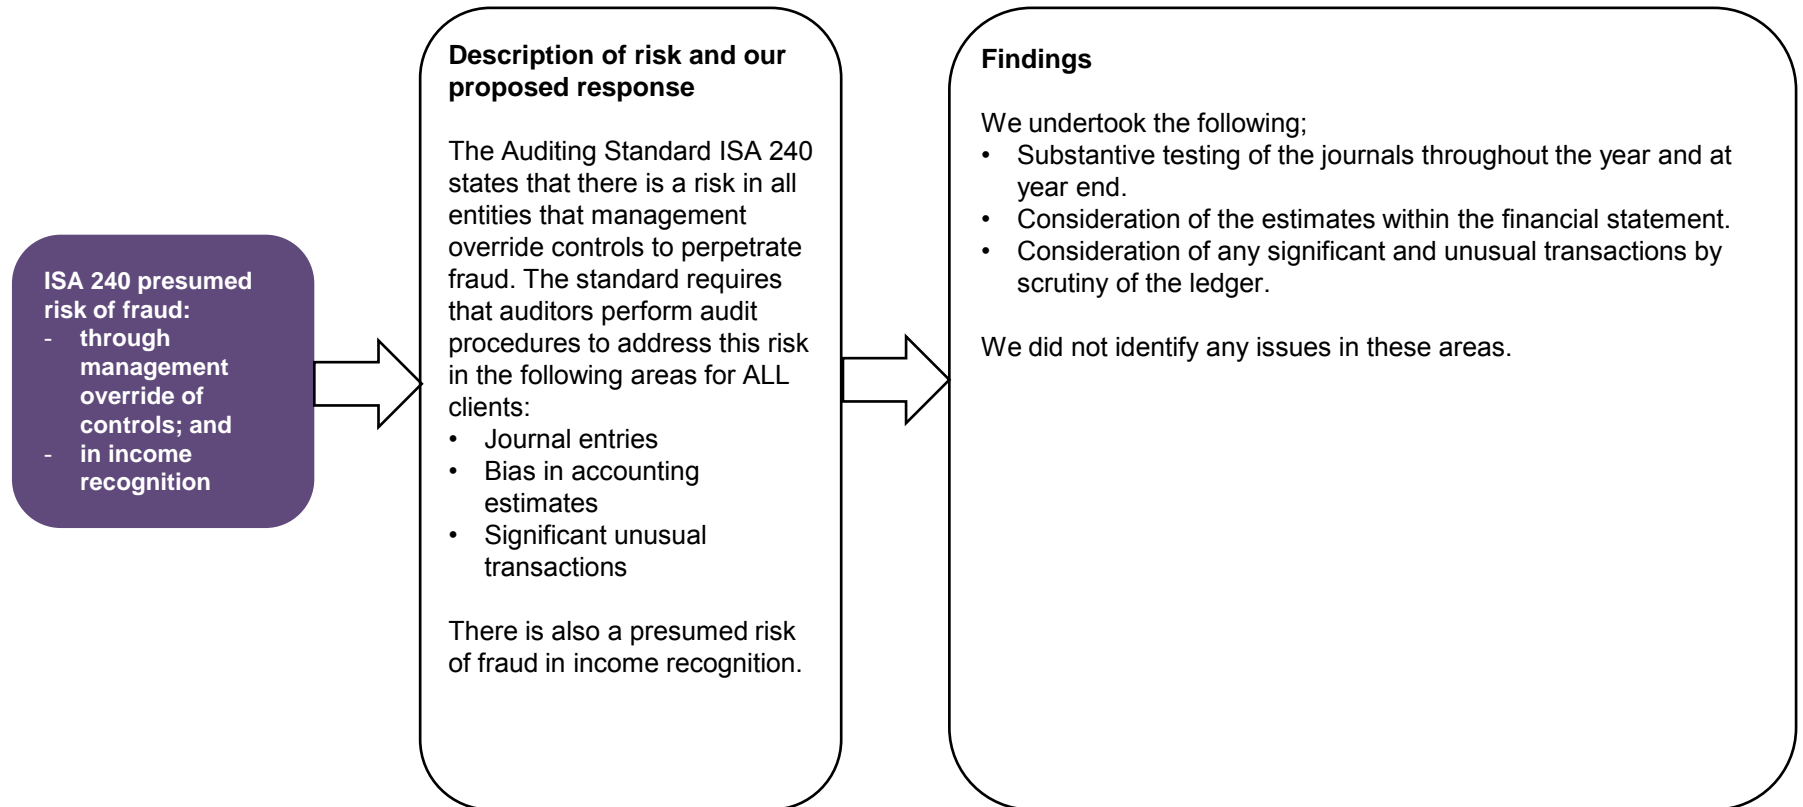 ISA 240 presumed
risk of fraud:
- through
management
override of
controls; and
- in income
recognition
Description of risk and our
proposed response
The Auditing Standard ISA 240
states that there is a risk in all
entities that management
override controls to perpetrate
fraud. The standard requires
that auditors perform audit
procedures to address this risk
in the following areas for ALL
clients:
• Journal entries
• Bias in accounting
estimates
• Significant unusual
transactions
There is also a presumed risk
of fraud in income recognition.
Findings
We undertook the following;
• Substantive testing of the journals throughout the year and at
year end.
• Consideration of the estimates within the financial statement.
• Consideration of any significant and unusual transactions by
scrutiny of the ledger.
We did not identify any issues in these areas.